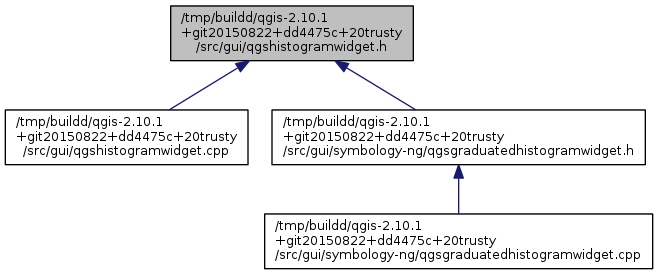 /tmp/buildd/qgis-2.10.1
+git20150822+dd4475c+20trusty
/src/gui/qgshistogramwidget.h
/tmp/buildd/qgis-2.10.1
+git20150822+dd4475c+20trusty
/src/gui/qgshistogramwidget.cpp
/tmp/buildd/qgis-2.10.1
+git20150822+dd4475c+20trusty
/src/gui/symbology-ng/qgsgraduatedhistogramwidget.h
/tmp/buildd/qgis-2.10.1
+git20150822+dd4475c+20trusty
/src/gui/symbology-ng/qgsgraduatedhistogramwidget.cpp